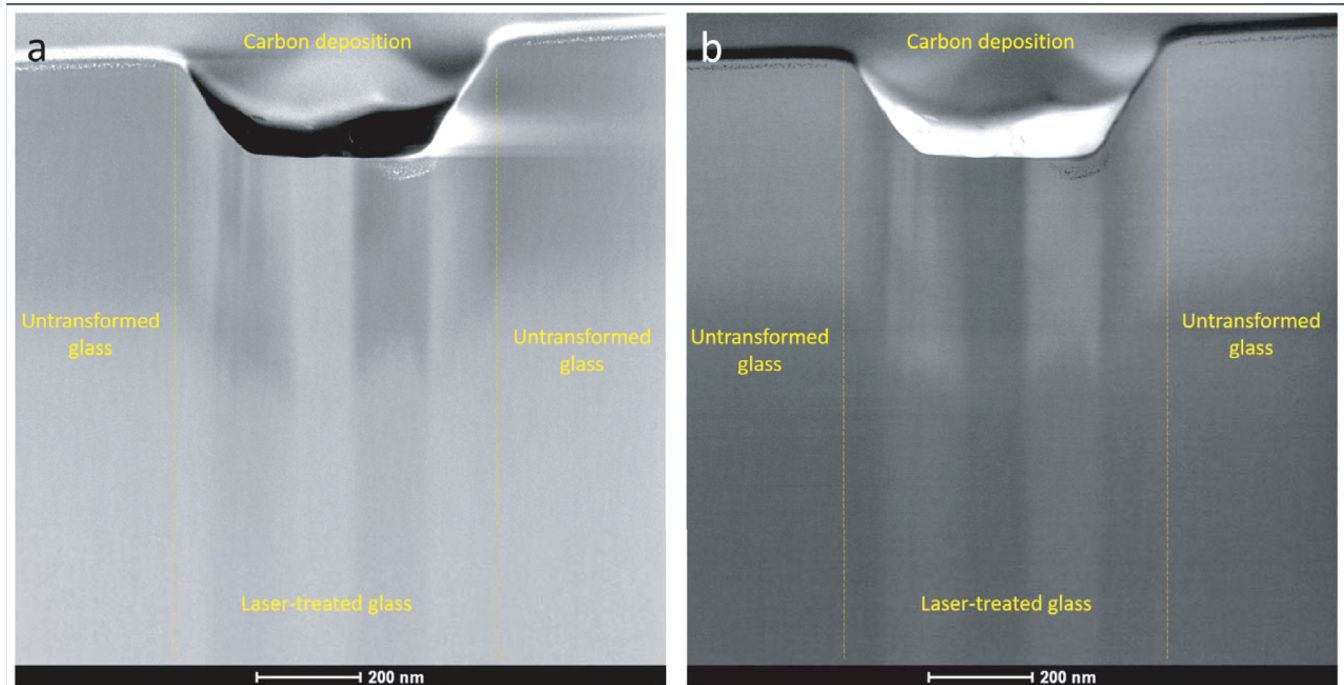 a
Carbon deposition
Untransformed
glass
Untransformed
glass
Laser-treated glass
200 nm
b
Carbon deposition
Untransformed
glass
Untransformed
glass
Laser-treated glass
200 nm